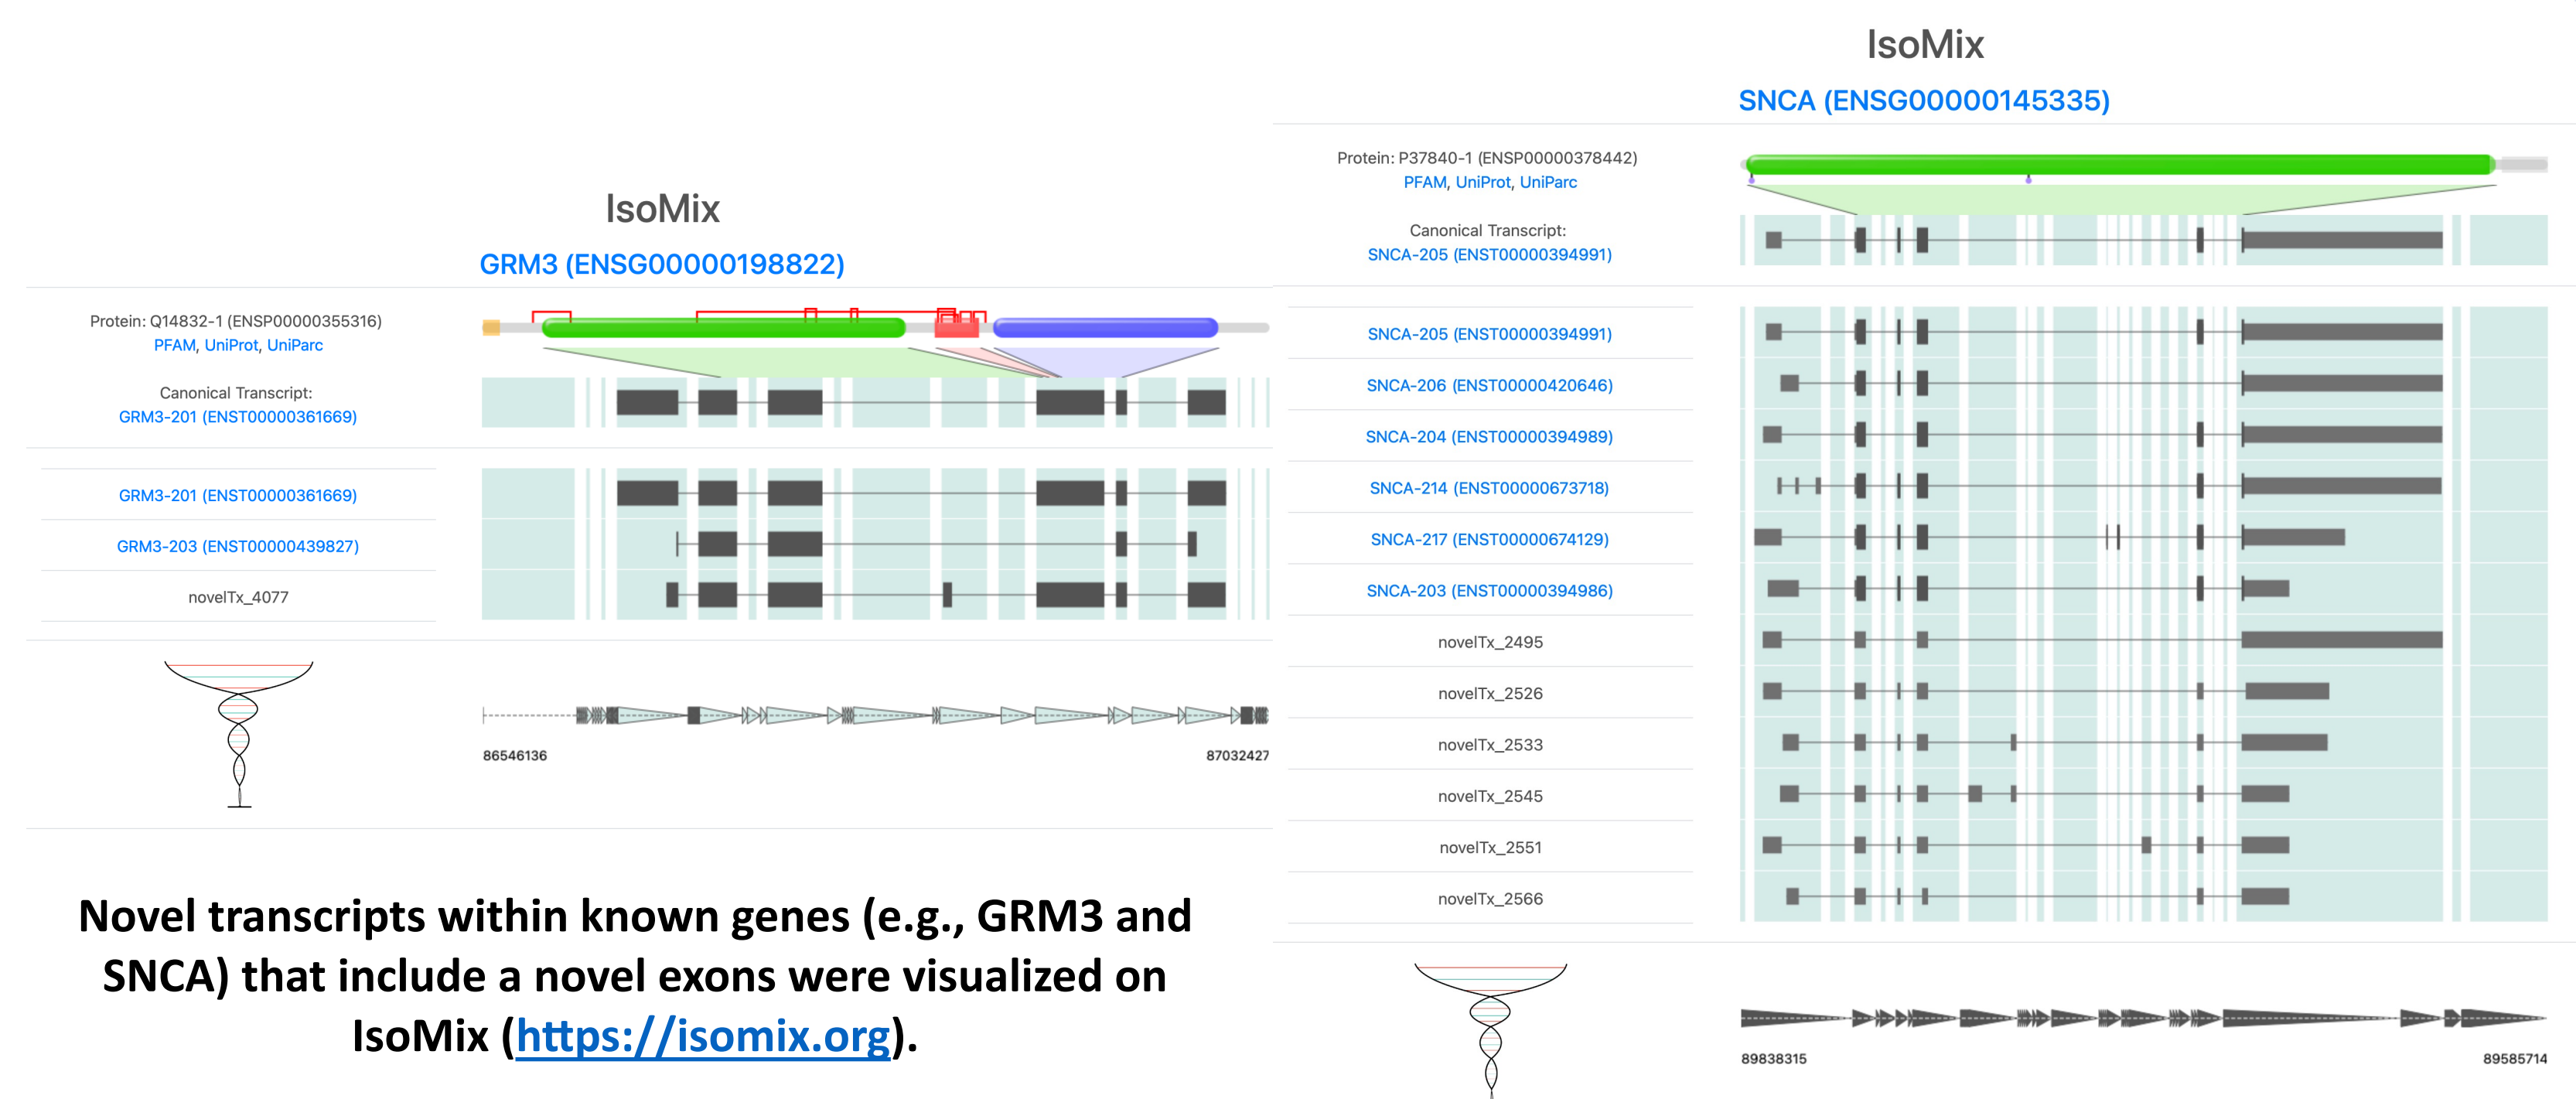 IsoMix
GRM3 (ENSG00000198822)
Protein: Q14832-1 (ENSP00000355316)
PFAM, UniProt, UniParc
Canonical Transcript:
GRM3-201 (ENST00000361669)
GRM3-201 (ENST00000361669)
GRM3-203 (ENST00000439827)
novelTx_4077
86546136
87032427
Novel transcripts within known genes (e.g., GRM3 and
SNCA) that include a novel exons were visualized on
IsoMix (https://isomix.org).
IsoMix
SNCA (ENSG00000145335)
Protein: P37840-1 (ENSP00000378442)
PFAM, UniProt, UniParc
Canonical Transcript:
SNCA-205 (ENST00000394991)
SNCA-205 (ENST00000394991)
SNCA-206 (ENST00000420646)
SNCA-204 (ENST00000394989)
SNCA-214 (ENST00000673718)
SNCA-217 (ENST00000674129)
SNCA-203 (ENST00000394986)
novelTx_2495
novelTx_2526
novelTx_2533
novelTx_2545
novelTx_2551
novelTx_2566
89838315
89585714